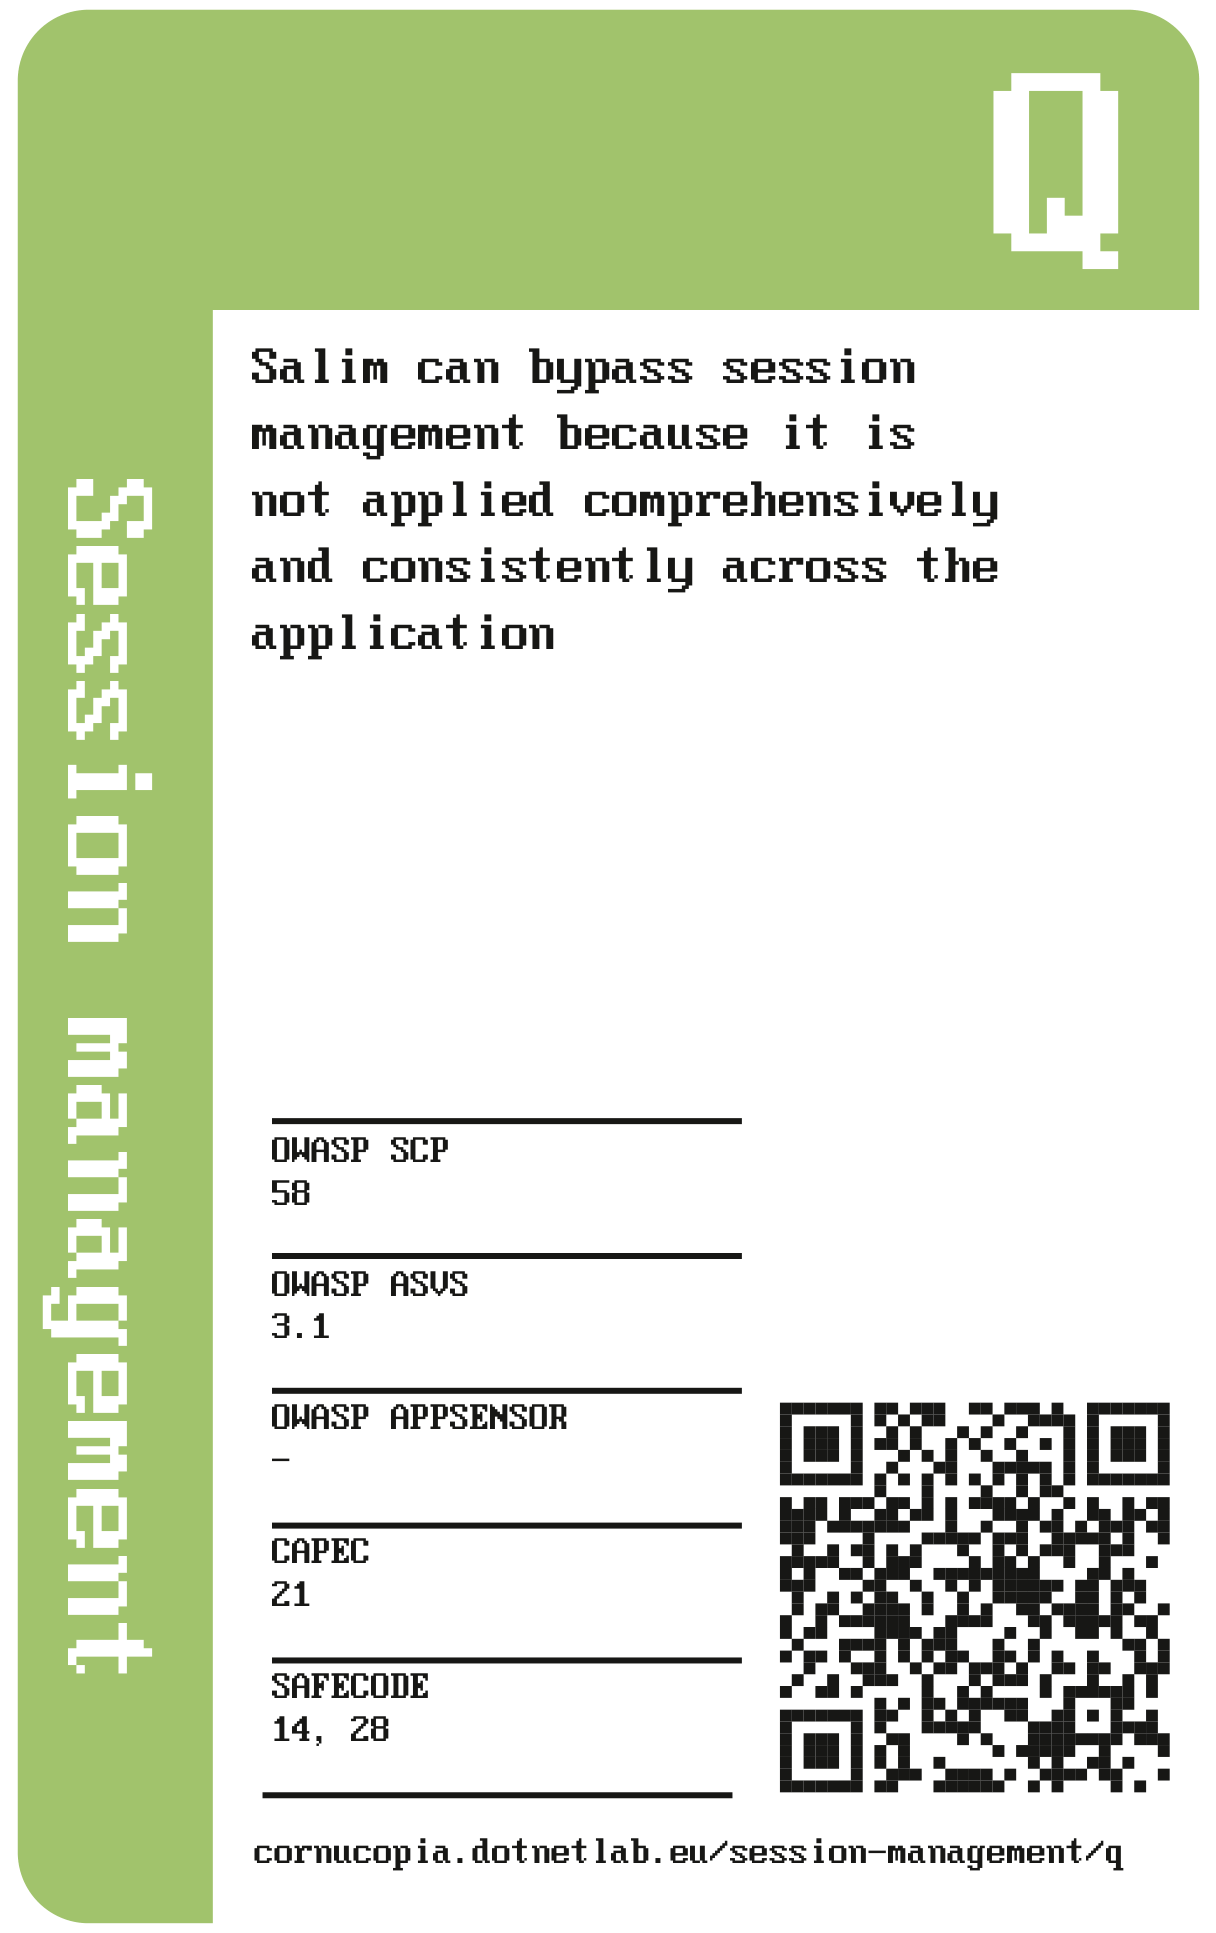 Q
Session management
Salim can bypass session
management because it is
not applied comprehensively
and consistently across the
application
OWASP SCP
58
OWASP ASVS
3.1
OWASP APPSENSOR
–
CAPEC
21
SAFECODE
14, 28
cornucopia.dotnetlab.eu/session-management/q